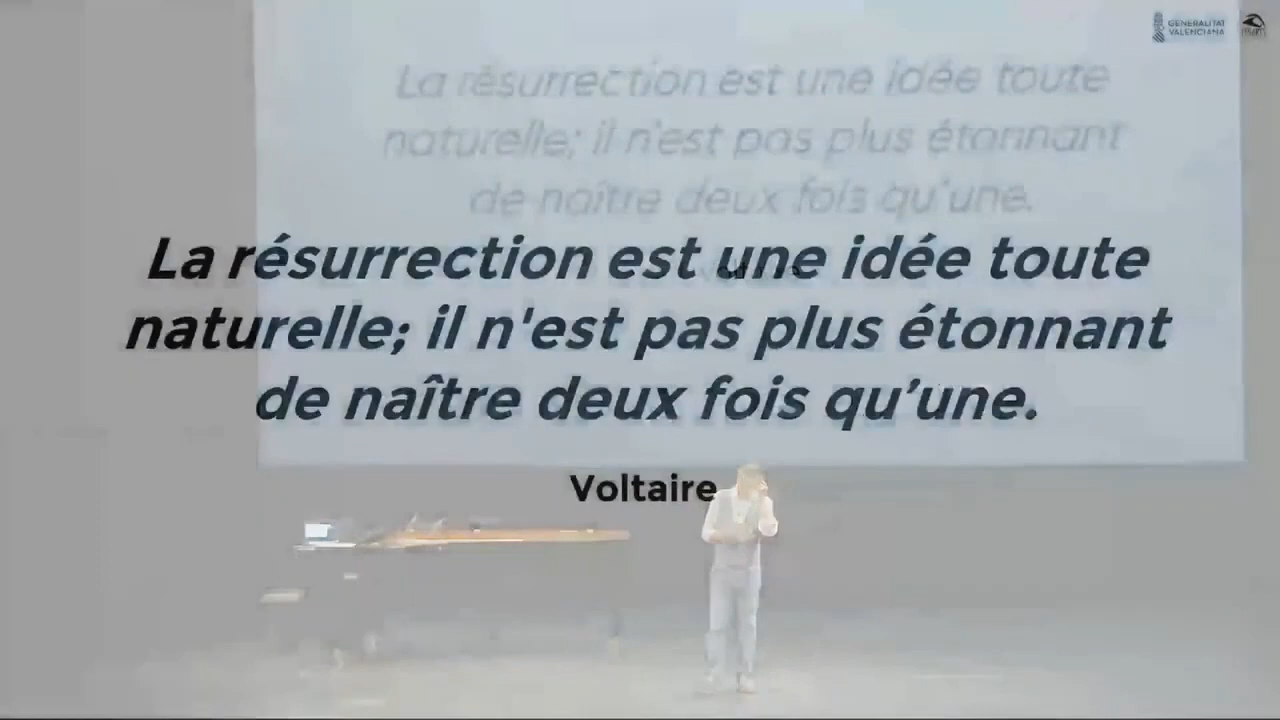 GENERALITAT
VALENCIANA
La résurrection est une idée toute
naturelle; il n'est pas plus étonnant
de naître deux fois qu'une.
La résurrection est une idée toute
naturelle; il n'est pas plus étonnant
de naître deux fois qu’une.
Voltaire